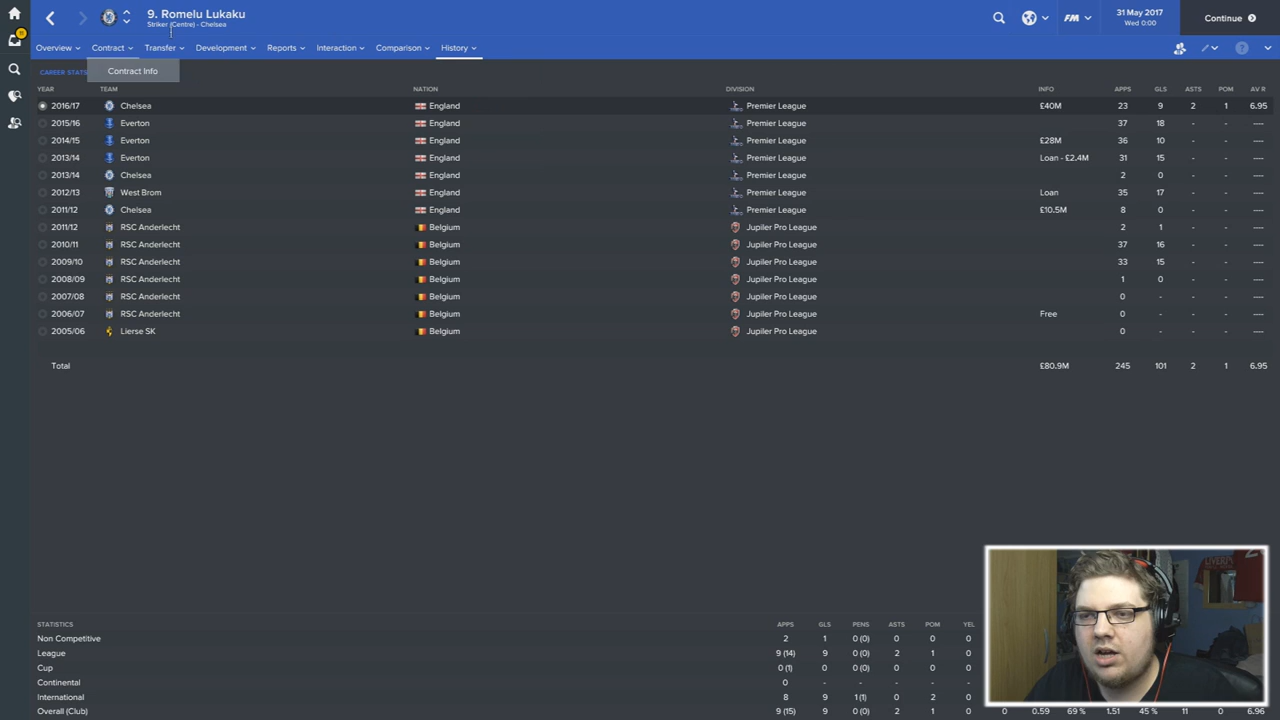 9. Romelu Lukaku
Striker (Centre) - Chelsea
FM
31 May 2017
Wed 0:00
Continue
Overview Contract Transfer Development Reports Interaction Comparison History
Contract Info
CAREER STATS
YEAR TEAM NATION DIVISION INFO APPS GLS ASTS POM AV R
2016/17 Chelsea England Premier League £40M 23 9 2 1 6.95
2015/16 Everton England Premier League 37 18 - - ----
2014/15 Everton England Premier League £28M 36 10 - - ----
2013/14 Everton England Premier League Loan - £2.4M 31 15 - - ----
2013/14 Chelsea England Premier League 2 0 - - ----
2012/13 West Brom England Premier League Loan 35 17 - - ----
2011/12 Chelsea England Premier League £10.5M 8 0 - - ----
2011/12 RSC Anderlecht Belgium Jupiler Pro League 2 1 - - ----
2010/11 RSC Anderlecht Belgium Jupiler Pro League 37 16 - - ----
2009/10 RSC Anderlecht Belgium Jupiler Pro League 33 15 - - ----
2008/09 RSC Anderlecht Belgium Jupiler Pro League 1 0 - - ----
2007/08 RSC Anderlecht Belgium Jupiler Pro League 0 - - - ----
2006/07 RSC Anderlecht Belgium Jupiler Pro League Free 0 - - - ----
2005/06 Lierse SK Belgium Jupiler Pro League 0 - - - ----
Total £80.9M 245 101 2 1 6.95
STATISTICS APPS GLS PENS ASTS POM YEL
Non Competitive 2 1 0 (0) 0 0 0
League 9 (14) 9 0 (0) 2 1 0
Cup 0 (1) 0 0 (0) 0 0 0
Continental 0 - - - - -
International 8 9 1 (1) 0 2 0
Overall (Club) 9 (15) 9 0 (0) 2 1 0 0 0.59 69 % 1.51 45 % 11 0 6.96